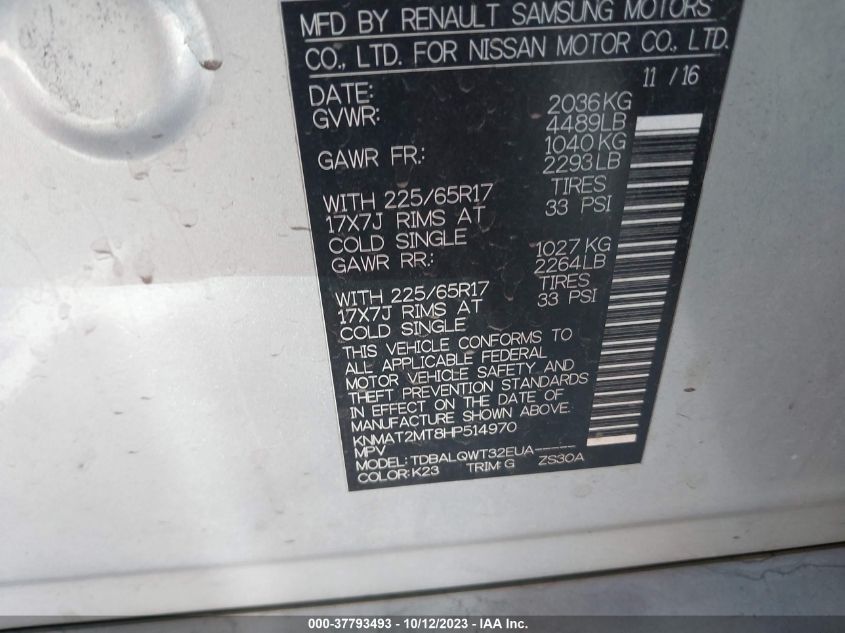 MFD BY RENAULT SAMSUNG MOTORS
CO., LTD. FOR NISSAN MOTOR CO., LTD.
DATE: 11 / 16
GVWR: 2036KG
4489LB
GAWR FR.: 1040KG
2293LB
WITH 225/65R17 TIRES
17X7J RIMS AT 33 PSI
COLD SINGLE
GAWR RR.: 1027KG
2264LB
WITH 225/65R17 TIRES
17X7J RIMS AT 33 PSI
COLD SINGLE
THIS VEHICLE CONFORMS TO
ALL APPLICABLE FEDERAL
MOTOR VEHICLE SAFETY AND
THEFT PREVENTION STANDARDS
IN EFFECT ON THE DATE OF
MANUFACTURE SHOWN ABOVE.
KNMAT2MT8HP514970
MPV
MODEL: TDBALQWT32EUA-----
COLOR: K23 TRIM: G ZS30A
000-37793493 - 10/12/2023 - IAA Inc.